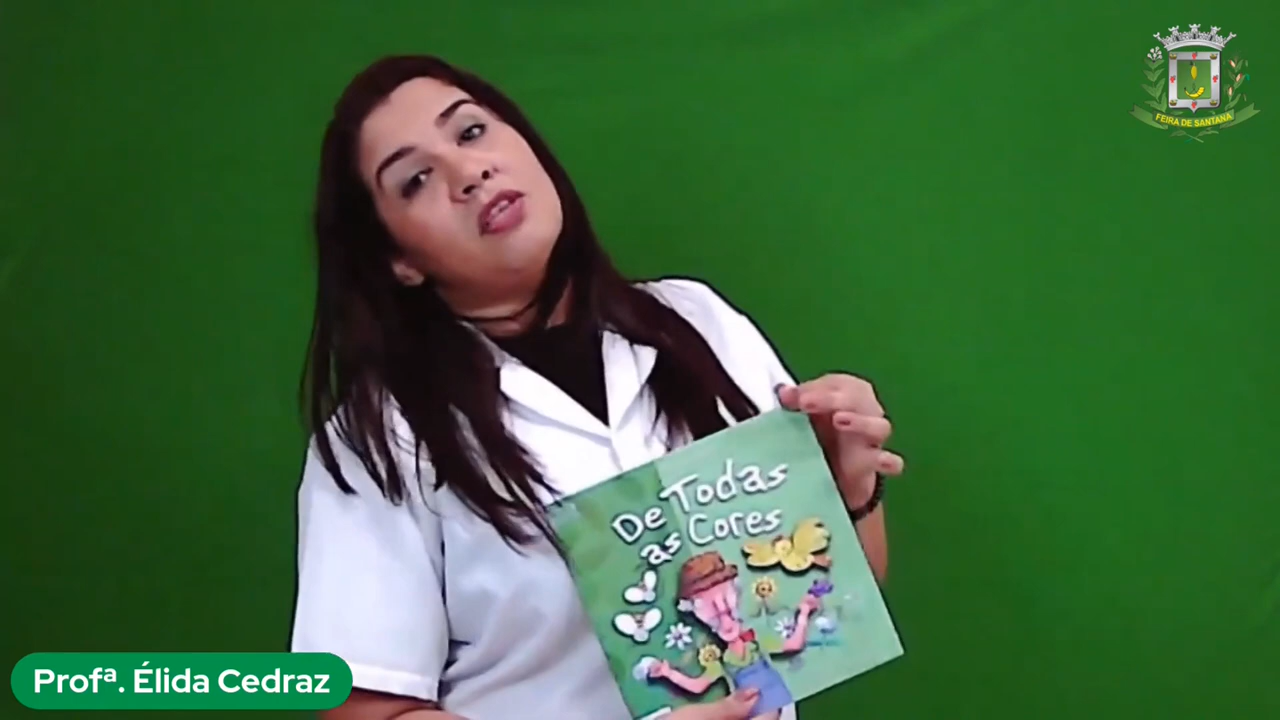 FEIRA DE SANTANA
De Todas
as Cores
Profª. Élida Cedraz